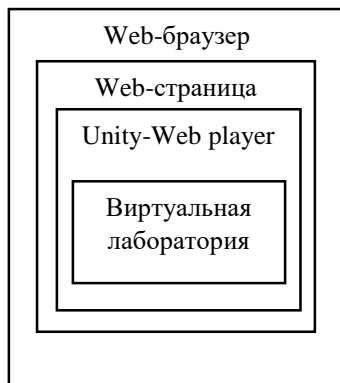 Web-браузер
Web-страница
Unity-Web player
Виртуальная
лаборатория